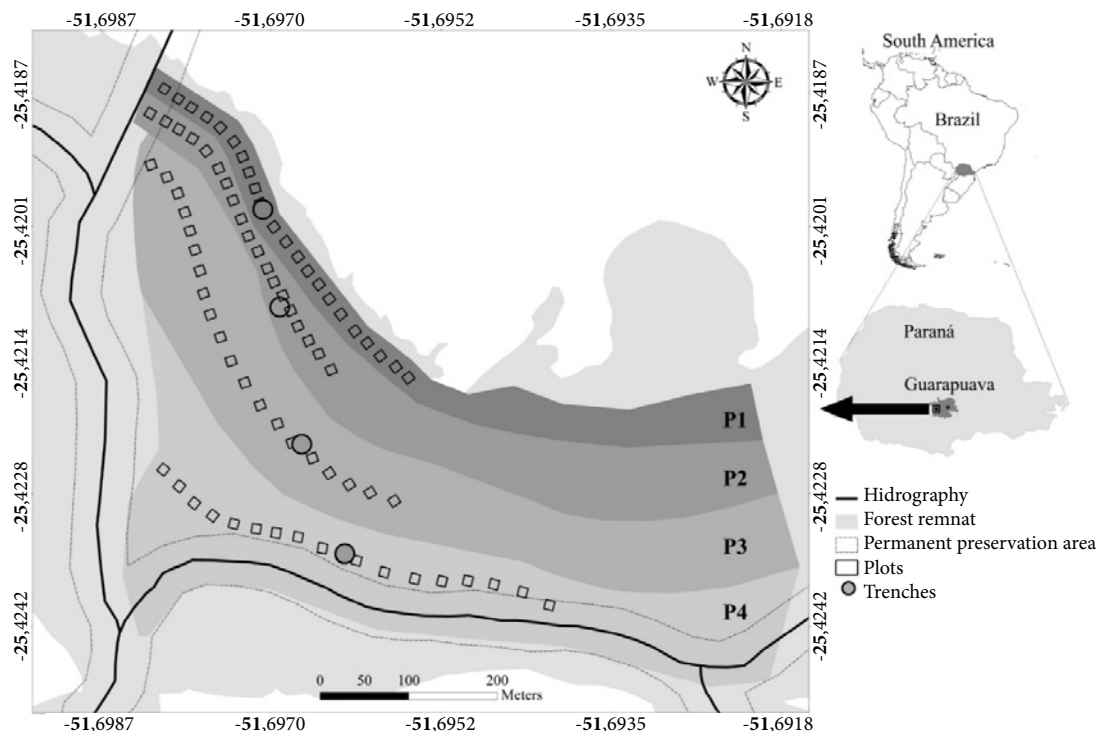 -51,6987 -51,6970 -51,6952 -51,6935 -51,6918
-25,4187
-25,4201
-25,4214
-25,4228
-25,4242
N
W E
S
P1
P2
P3
P4
0 50 100 200
Meters
-51,6987 -51,6970 -51,6952 -51,6935 -51,6918
-25,4187
-25,4201
-25,4214
-25,4228
-25,4242
South America
Brazil
Paraná
Guarapuava
Hidrography
Forest remnat
Permanent preservation area
Plots
Trenches